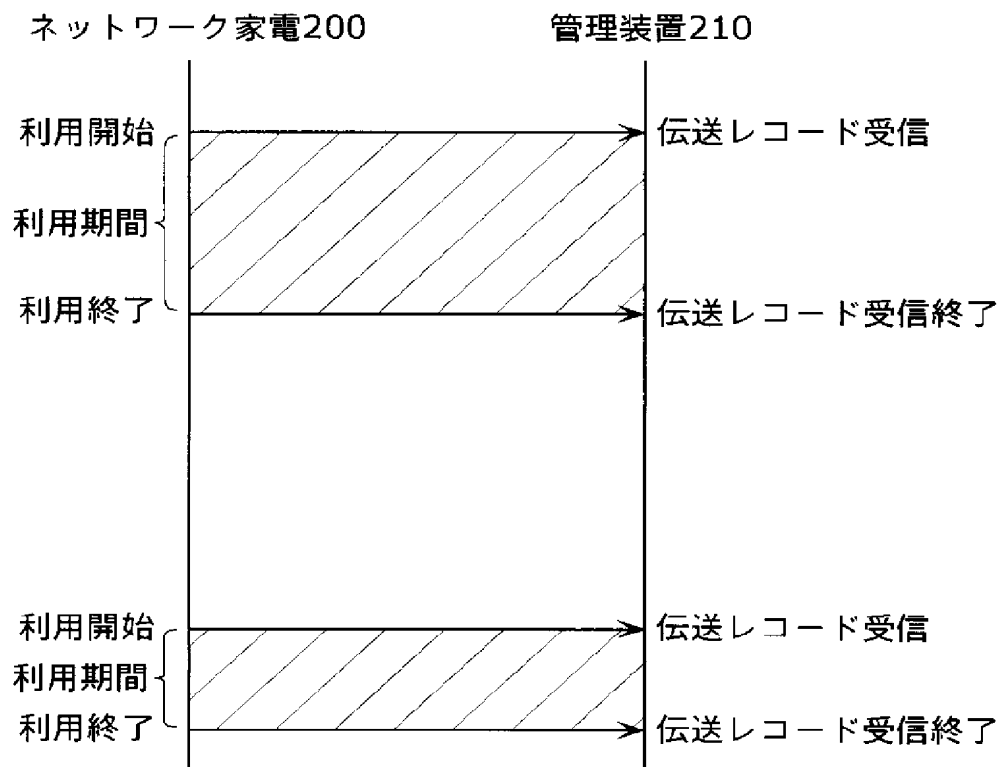 ネットワーク家電200 管理装置210
利用開始 伝送レコード受信
利用期間
利用終了 伝送レコード受信終了
利用開始 伝送レコード受信
利用期間
利用終了 伝送レコード受信終了